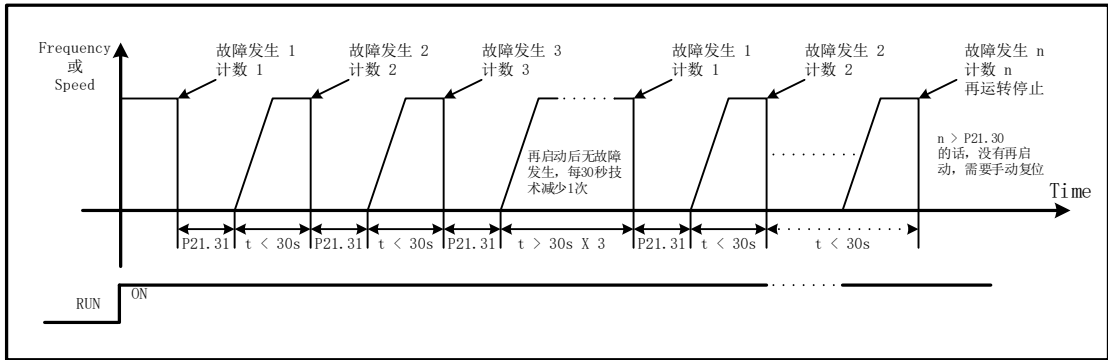 Frequency
或
Speed
故障发生 1
计数 1
故障发生 2
计数 2
故障发生 3
计数 3
故障发生 1
计数 1
故障发生 2
计数 2
故障发生 n
计数 n
再运转停止
再启动后无故障
发生，每30秒技
术减少1次
n > P21.30
的话，没有再启
动，需要手动复位
Time
P21.31
t < 30s
P21.31
t < 30s
P21.31
t > 30s X 3
P21.31
t < 30s
t < 30s
RUN
ON